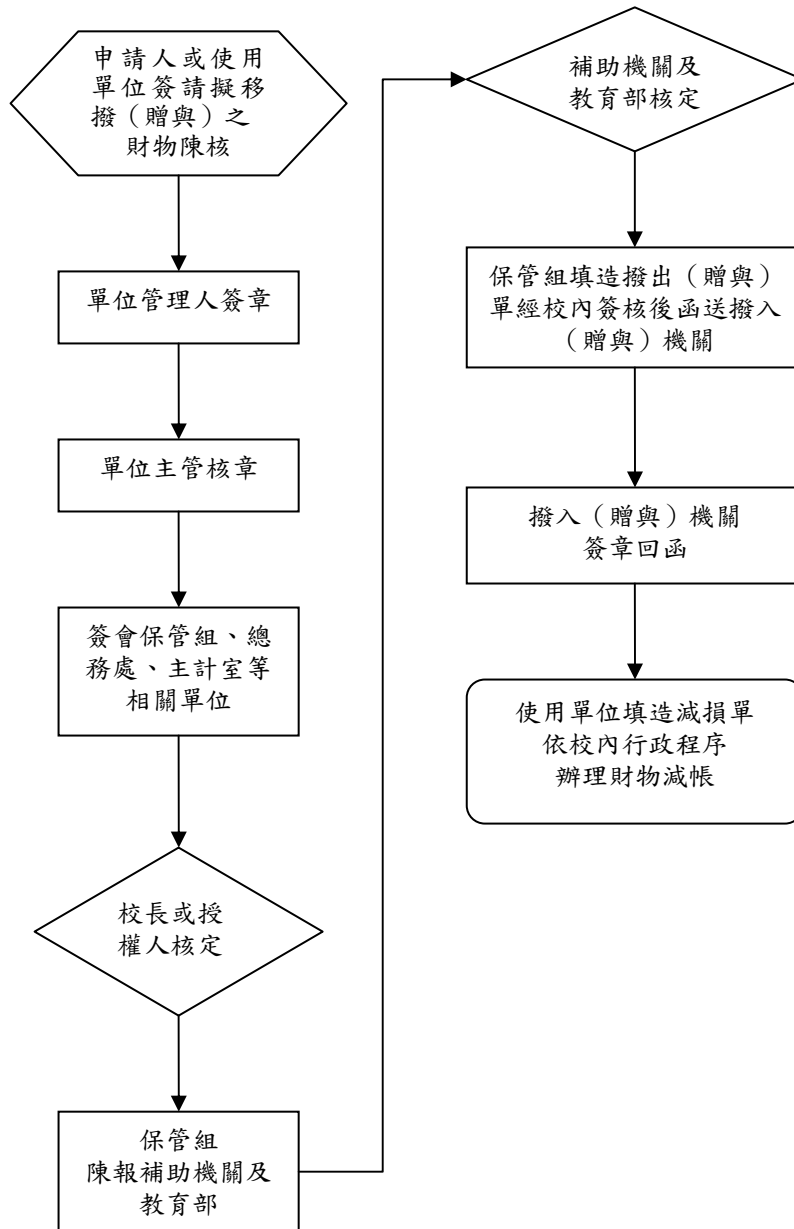 申請人或使用
單位簽請擬移
撥（贈與）之
財物陳核
單位管理人簽章
單位主管核章
簽會保管組、總
務處、主計室等
相關單位
校長或授
權人核定
保管組
陳報補助機關及
教育部
補助機關及
教育部核定
保管組填造撥出（贈與）
單經校內簽核後函送撥入
（贈與）機關
撥入（贈與）機關
簽章回函
使用單位填造減損單
依校內行政程序
辦理財物減帳